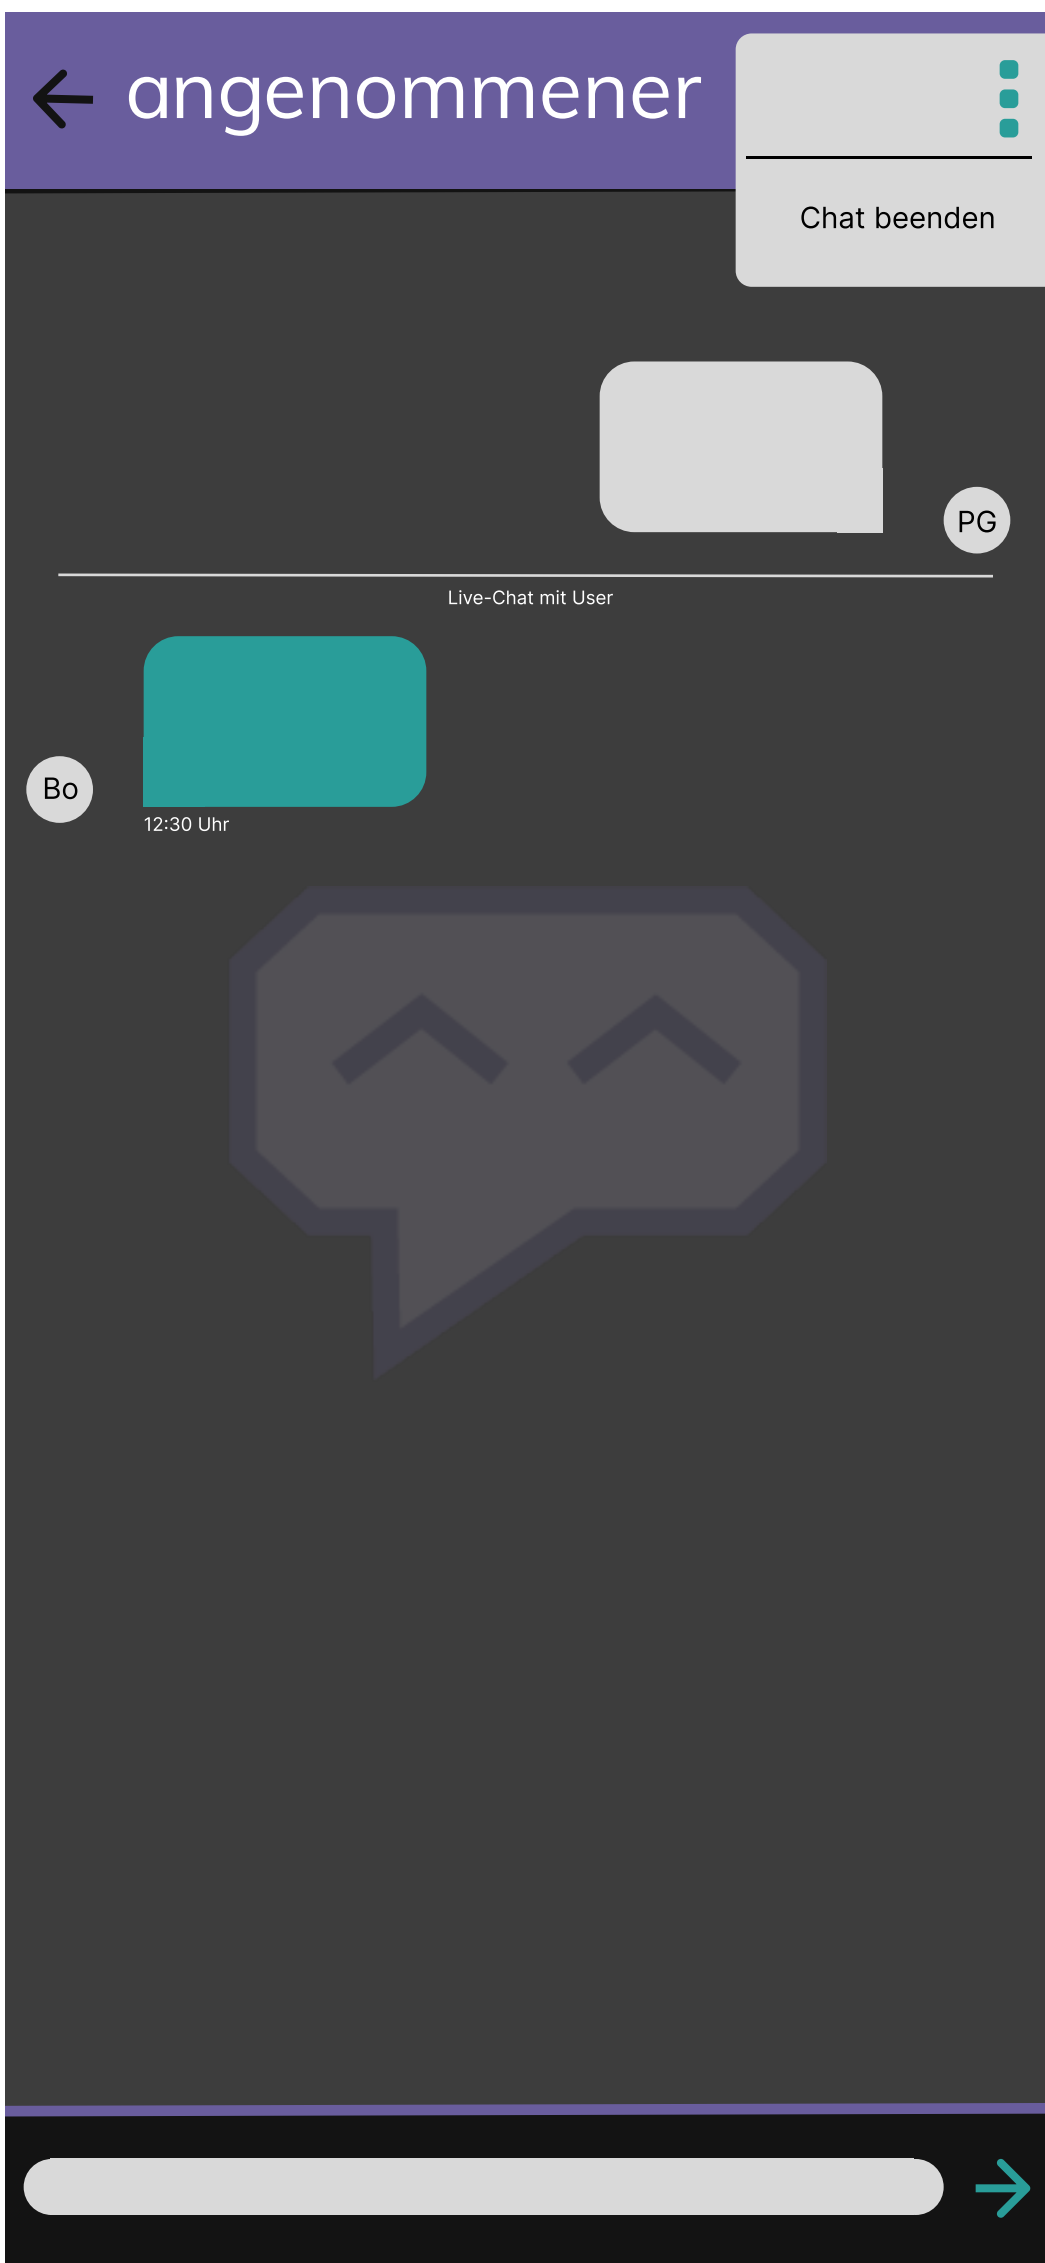 angenommener
Chat beenden
PG
Live-Chat mit User
Bo
12:30 Uhr